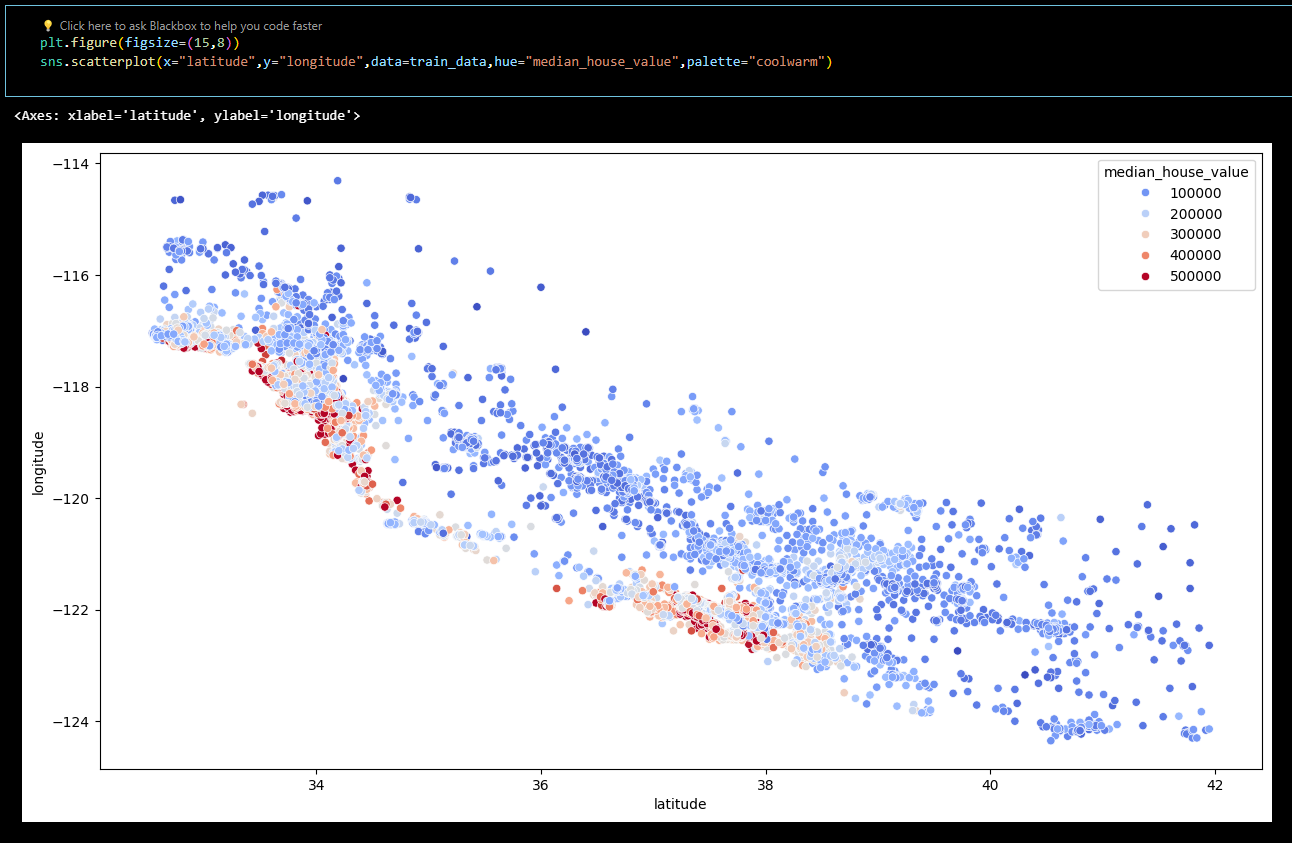 💡 Click here to ask Blackbox to help you code faster
plt.figure(figsize=(15,8))
sns.scatterplot(x="latitude",y="longitude",data=train_data,hue="median_house_value",palette="coolwarm")
<Axes: xlabel='latitude', ylabel='longitude'>
median_house_value
100000
200000
300000
400000
500000
−114
−116
−118
−120
−122
−124
longitude
34 36 38 40 42
latitude